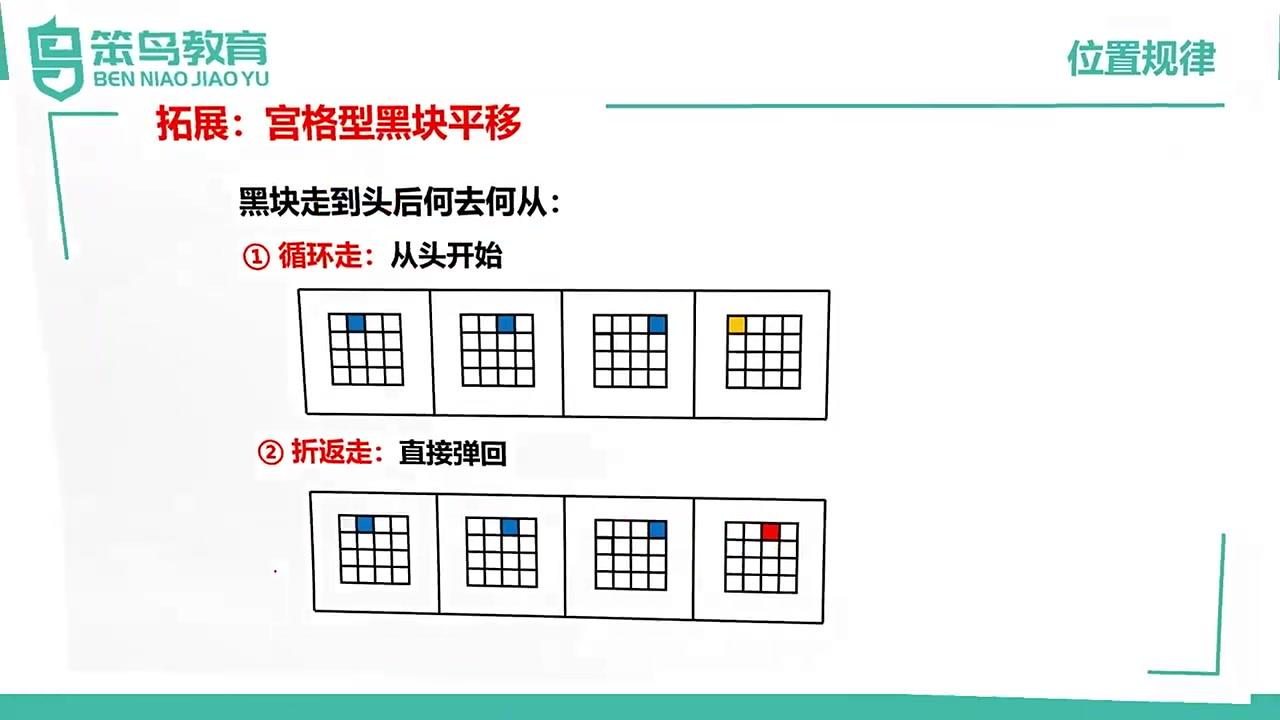 笨鸟教育
BEN NIAO JIAO YU
位置规律
拓展：宫格型黑块平移
黑块走到头后何去何从：
① 循环走：从头开始
② 折返走：直接弹回